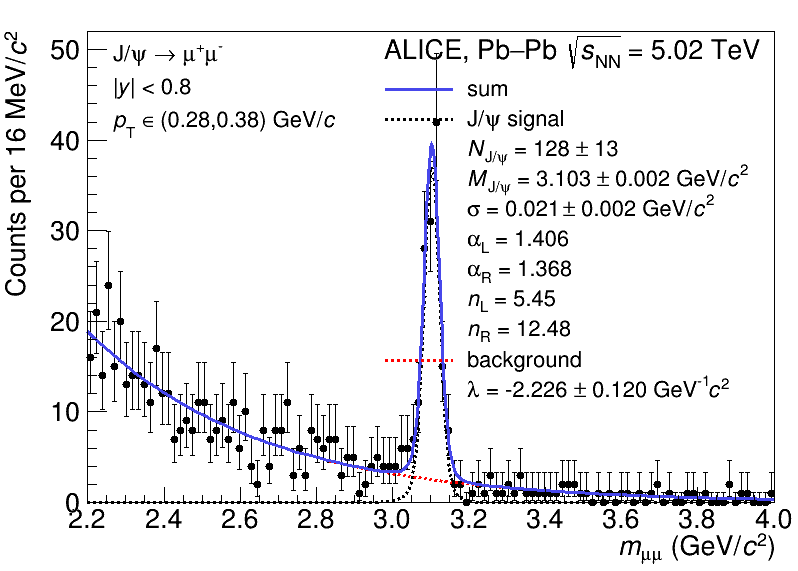 ALICE, Pb–Pb √s_NN = 5.02 TeV
J/ψ → μ⁺μ⁻
|y| < 0.8
p_T ∈ (0.28,0.38) GeV/c
sum
J/ψ signal
N_J/ψ = 128 ± 13
M_J/ψ = 3.103 ± 0.002 GeV/c²
σ = 0.021 ± 0.002 GeV/c²
α_L = 1.406
α_R = 1.368
n_L = 5.45
n_R = 12.48
background
λ = -2.226 ± 0.120 GeV⁻¹c²
Counts per 16 MeV/c²
50
40
30
20
10
0
2.2 2.4 2.6 2.8 3.0 3.2 3.4 3.6 3.8 4.0
m_μμ (GeV/c²)